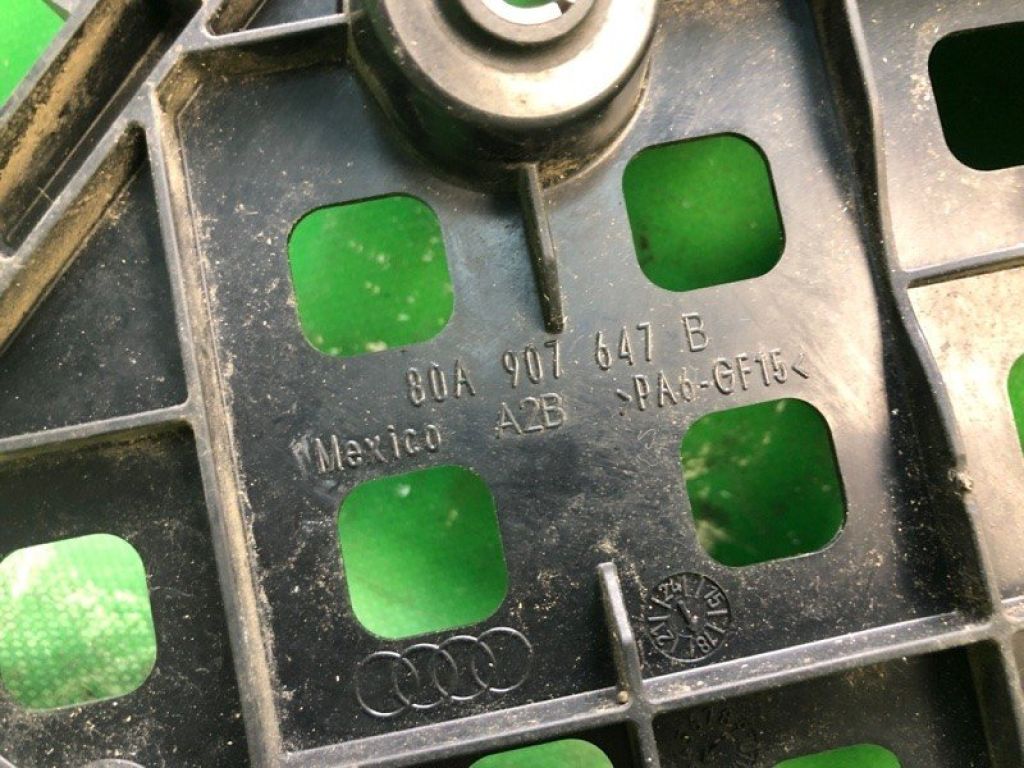 80A 907 647 B
A2B >PA6-GF15<
Mexico